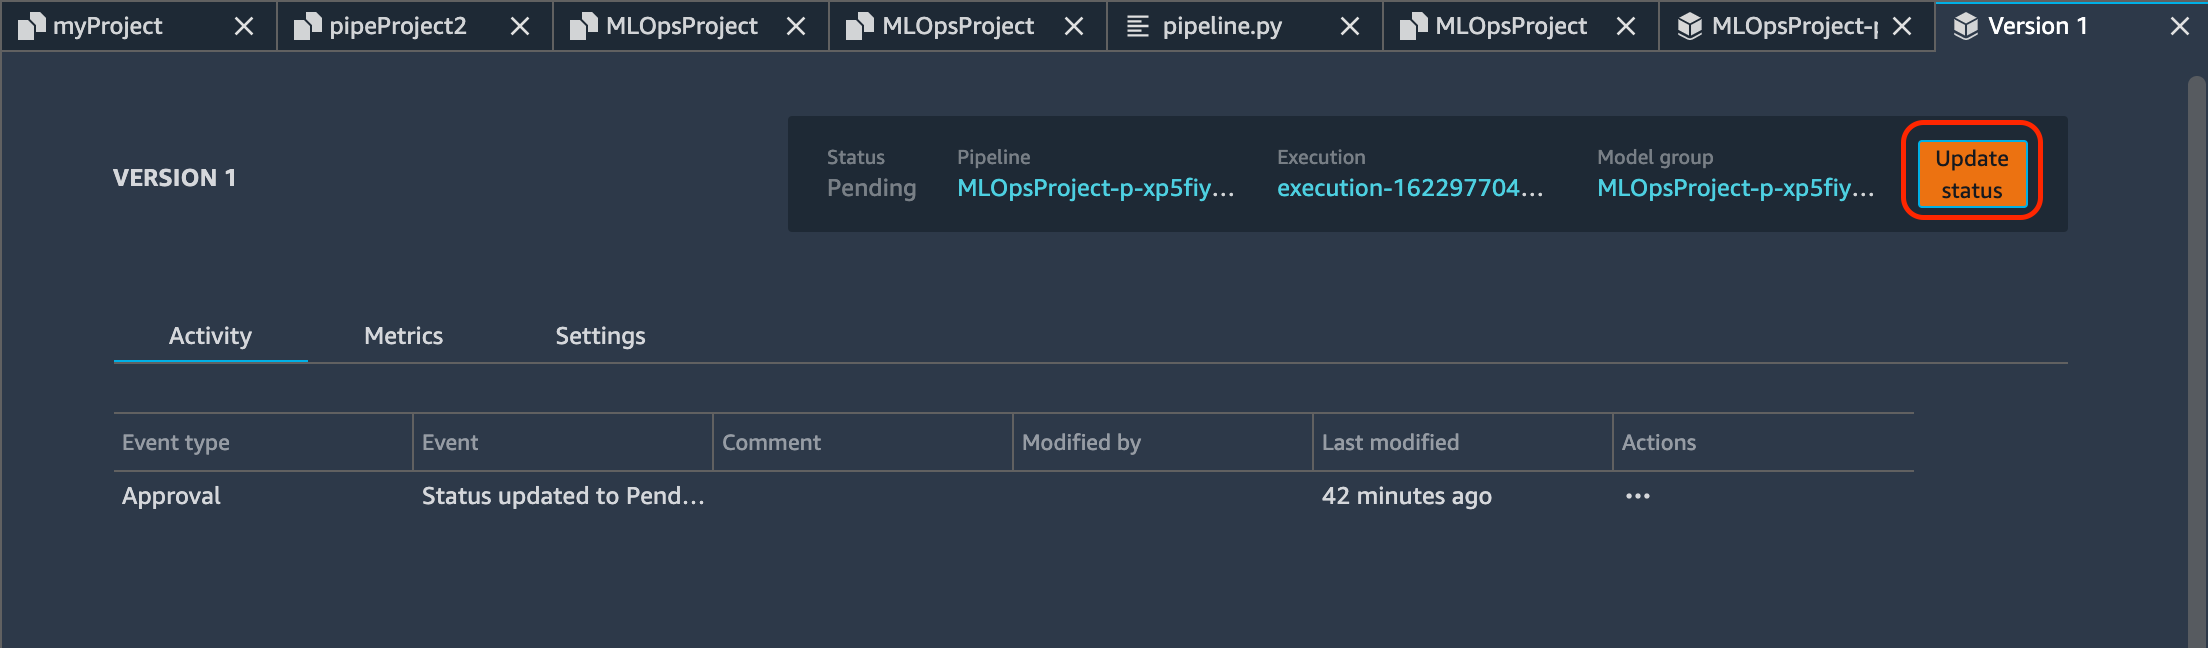 myProject
pipeProject2
MLOpsProject
MLOpsProject
pipeline.py
MLOpsProject
MLOpsProject-p
Version 1
VERSION 1
Status
Pending
Pipeline
MLOpsProject-p-xp5fiy...
Execution
execution-162297704...
Model group
MLOpsProject-p-xp5fiy...
Update
status
Activity Metrics Settings
Event type Event Comment Modified by Last modified Actions
Approval Status updated to Pend... 42 minutes ago ...